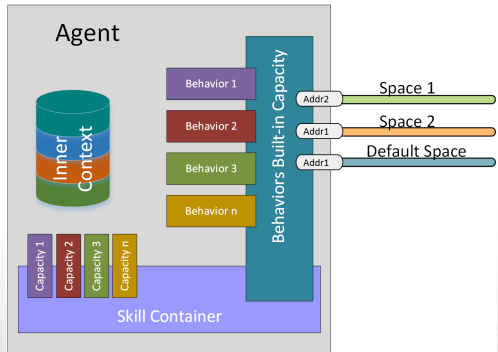 Agent
Behavior 1
Behavior 2
Behavior 3
Behavior n
Behaviors Built-in Capacity
Addr2
Space 1
Addr1
Space 2
Addr1
Default Space
Inner
Context
Capacity 1
Capacity 2
Capacity 3
Capacity n
Skill Container